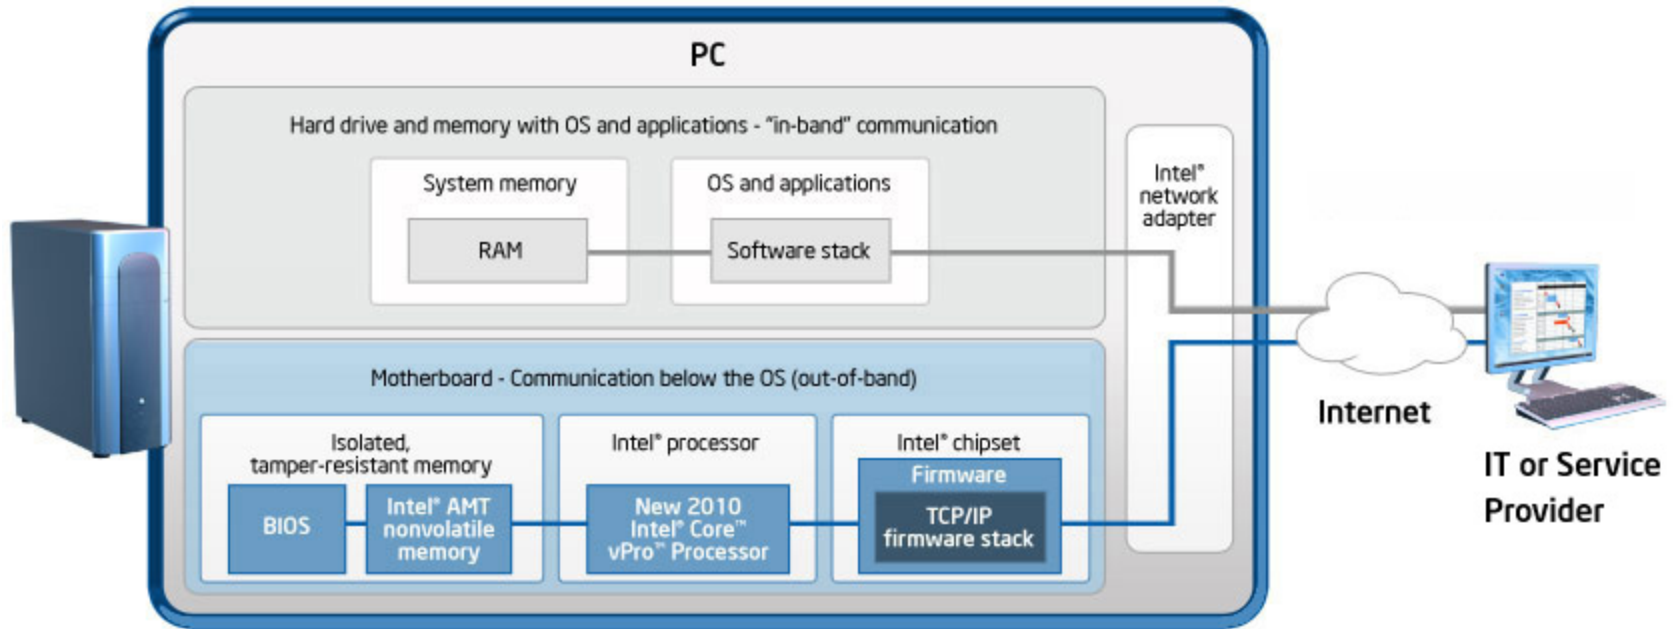 PC
Hard drive and memory with OS and applications - “in-band” communication
System memory
RAM
OS and applications
Software stack
Intel®
network
adapter
Motherboard - Communication below the OS (out-of-band)
Isolated,
tamper-resistant memory
BIOS
Intel® AMT
nonvolatile
memory
Intel® processor
New 2010
Intel® Core™
vPro™ Processor
Intel® chipset
Firmware
TCP/IP
firmware stack
Internet
IT or Service
Provider